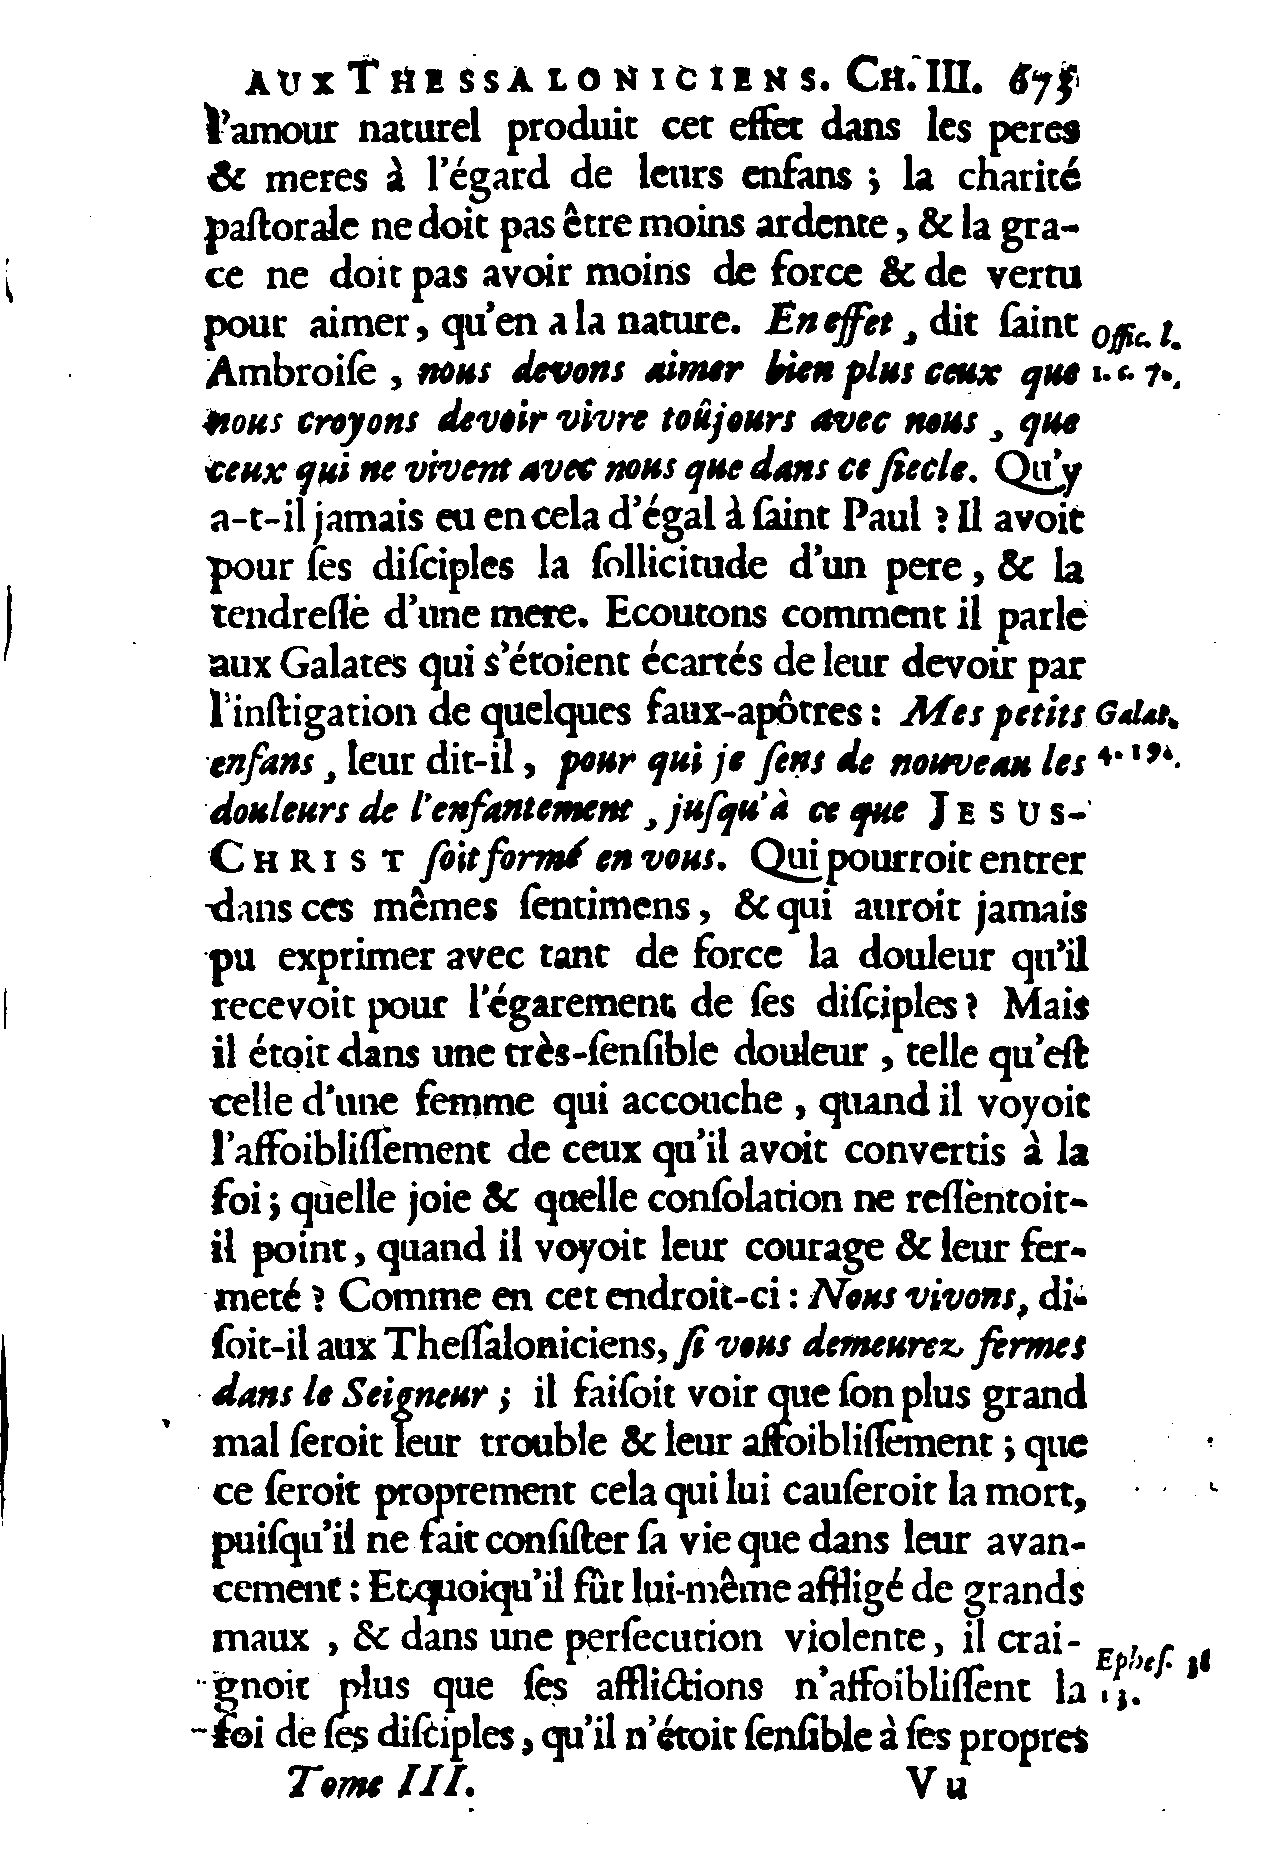 AUX THESSALONICIENS. CH. III. 673
l'amour naturel produit cet effet dans les peres
& meres à l'égard de leurs enfans ; la charité
paſtorale ne doit pas être moins ardente, & la gra-
ce ne doit pas avoir moins de force & de vertu
pour aimer, qu'en a la nature. En effet, dit ſaint
Offic. l.
Ambroiſe, nous devons aimer bien plus ceux que
1. c. 7.
nous croyons devoir vivre toûjours avec nous, que
ceux qui ne vivent avec nous que dans ce ſiecle. Qu'y
a-t-il jamais eu en cela d'égal à ſaint Paul ? Il avoit
pour ſes diſciples la ſollicitude d'un pere, & la
tendreſſe d'une mere. Ecoutons comment il parle
aux Galates qui s'étoient écartés de leur devoir par
l'inſtigation de quelques faux-apôtres : Mes petits
Galat.
enfans, leur dit-il, pour qui je ſens de nouveau les
4. 19.
douleurs de l'enfantement, juſqu'à ce que JESUS-
CHRIST ſoit formé en vous. Qui pourroit entrer
dans ces mêmes ſentimens, & qui auroit jamais
pu exprimer avec tant de force la douleur qu'il
recevoit pour l'égarement de ſes diſciples ? Mais
il étoit dans une très-ſenſible douleur, telle qu'eſt
celle d'une femme qui accouche, quand il voyoit
l'affoibliſſement de ceux qu'il avoit convertis à la
foi ; quelle joie & quelle conſolation ne reſſentoit-
il point, quand il voyoit leur courage & leur fer-
meté ? Comme en cet endroit-ci : Nous vivons, di-
ſoit-il aux Theſſaloniciens, ſi vous demeurez fermes
dans le Seigneur ; il faiſoit voir que ſon plus grand
mal ſeroit leur trouble & leur affoibliſſement ; que
ce ſeroit proprement cela qui lui cauſeroit la mort,
puiſqu'il ne fait conſiſter ſa vie que dans leur avan-
cement : Et quoiqu'il fût lui-même affligé de grands
maux, & dans une perſecution violente, il crai-
Epheſ. 3.
gnoit plus que ſes afflictions n'affoibliſſent la
13.
foi de ſes diſciples, qu'il n'étoit ſenſible à ſes propres
Tome III. Vu